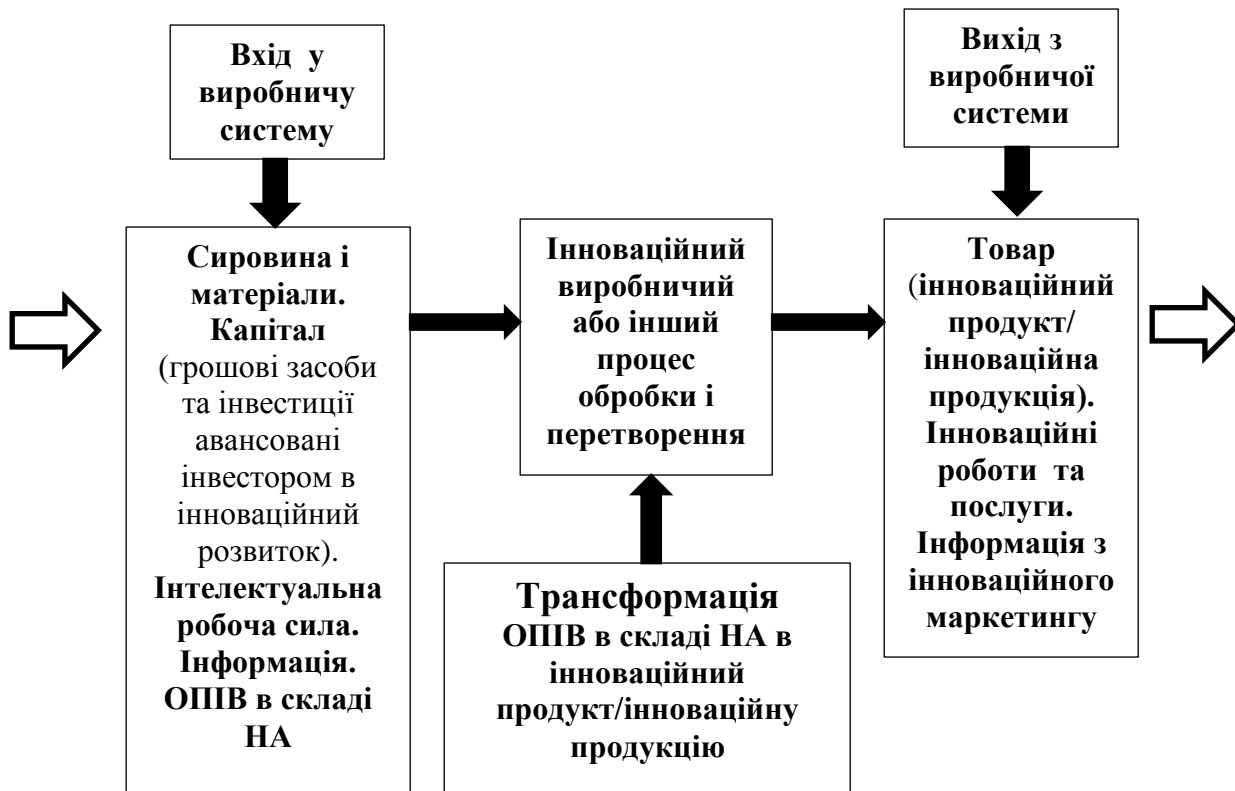 Вхід у
виробничу
систему
Вихід з
виробничої
системи
Сировина і
матеріали.
Капітал
(грошові засоби
та інвестиції
авансовані
інвестором в
інноваційний
розвиток).
Інтелектуальна
робоча сила.
Інформація.
ОПІВ в складі
НА
Інноваційний
виробничий
або інший
процес
обробки і
перетворення
Трансформація
ОПІВ в складі НА в
інноваційний
продукт/інноваційну
продукцію
Товар
(інноваційний
продукт/
інноваційна
продукція).
Інноваційні
роботи та
послуги.
Інформація з
інноваційного
маркетингу